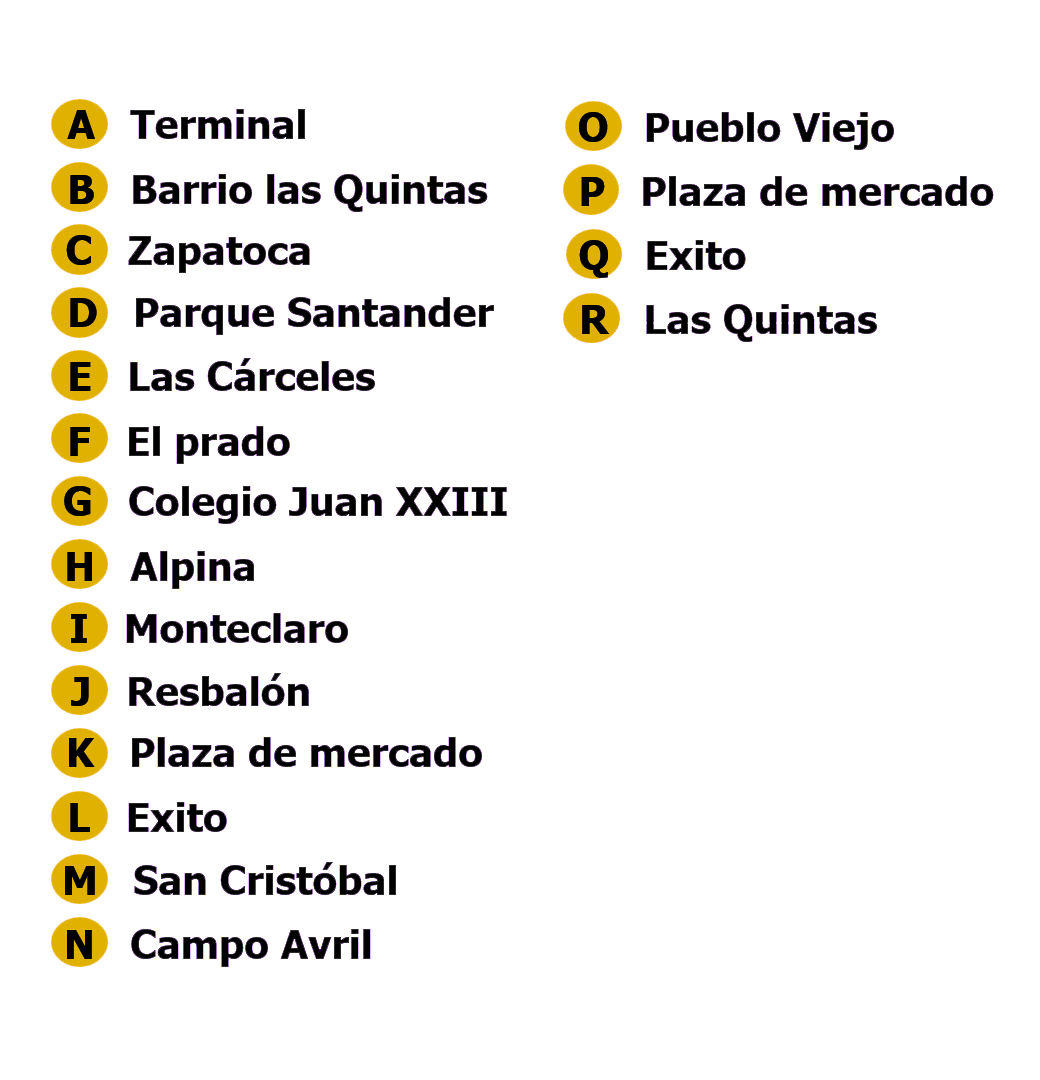 A Terminal
B Barrio las Quintas
C Zapatoca
D Parque Santander
E Las Cárceles
F El prado
G Colegio Juan XXIII
H Alpina
I Monteclaro
J Resbalón
K Plaza de mercado
L Exito
M San Cristóbal
N Campo Avril
O Pueblo Viejo
P Plaza de mercado
Q Exito
R Las Quintas